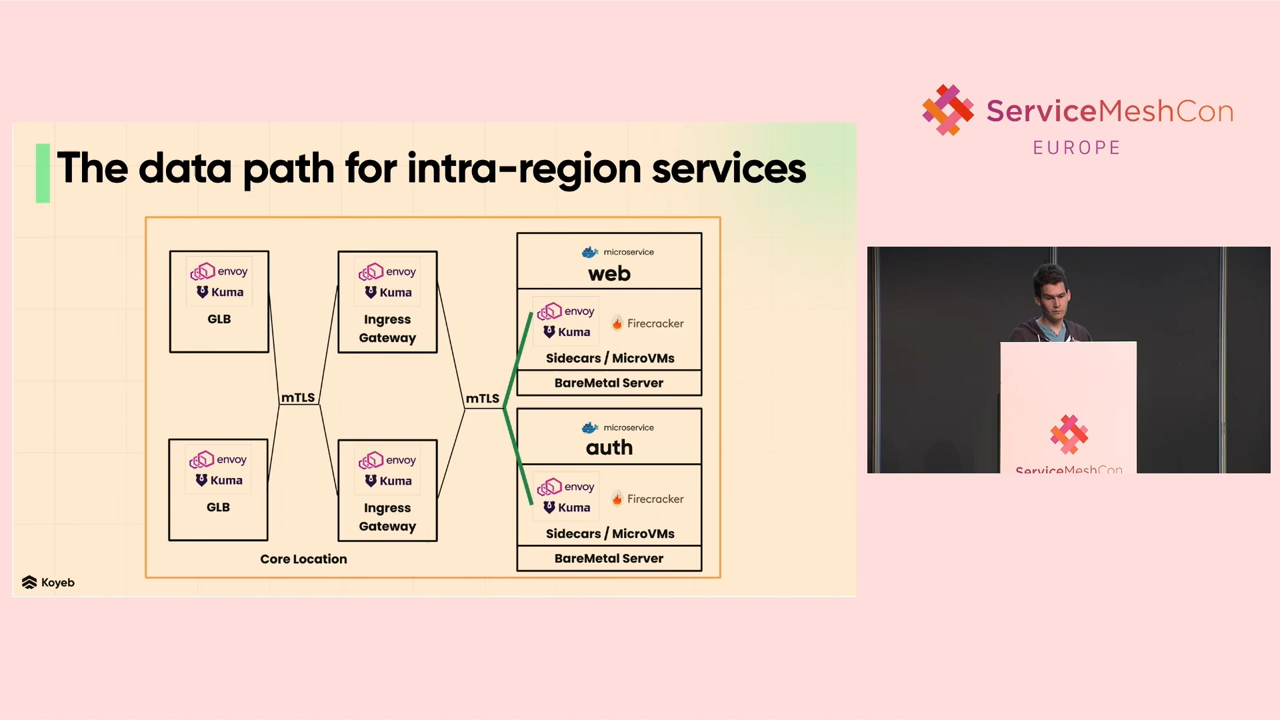 ServiceMeshCon
EUROPE
The data path for intra-region services
envoy
Kuma
GLB
envoy
Kuma
Ingress
Gateway
microservice
web
envoy
Kuma
Firecracker
Sidecars / MicroVMs
BareMetal Server
mTLS
mTLS
microservice
auth
envoy
Kuma
GLB
envoy
Kuma
Ingress
Gateway
envoy
Kuma
Firecracker
Sidecars / MicroVMs
BareMetal Server
Core Location
Koyeb
ServiceMeshCon